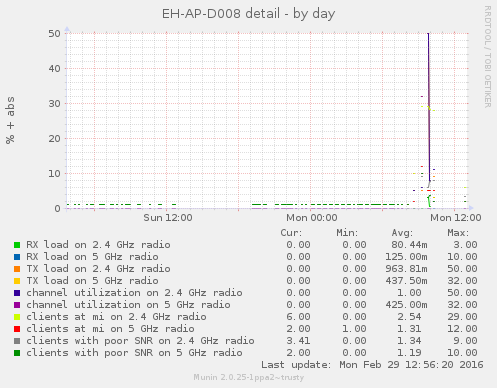 EH-AP-D008 detail - by day
RRDTOOL / TOBI OETIKER
% + abs
50
40
30
20
10
0
Sun 12:00 Mon 00:00 Mon 12:00
Cur: Min: Avg: Max:
RX load on 2.4 GHz radio 0.00 0.00 80.44m 3.00
RX load on 5 GHz radio 0.00 0.00 125.00m 10.00
TX load on 2.4 GHz radio 0.00 0.00 963.81m 50.00
TX load on 5 GHz radio 0.00 0.00 437.50m 32.00
channel utilization on 2.4 GHz radio 0.00 0.00 1.00 50.00
channel utilization on 5 GHz radio 0.00 0.00 425.00m 32.00
clients at mi on 2.4 GHz radio 6.00 0.00 2.54 29.00
clients at mi on 5 GHz radio 2.00 1.00 1.31 12.00
clients with poor SNR on 2.4 GHz radio 3.41 0.00 1.34 9.00
clients with poor SNR on 5 GHz radio 2.00 0.00 1.19 10.00
Last update: Mon Feb 29 12:56:20 2016
Munin 2.0.25-1ppa2~trusty